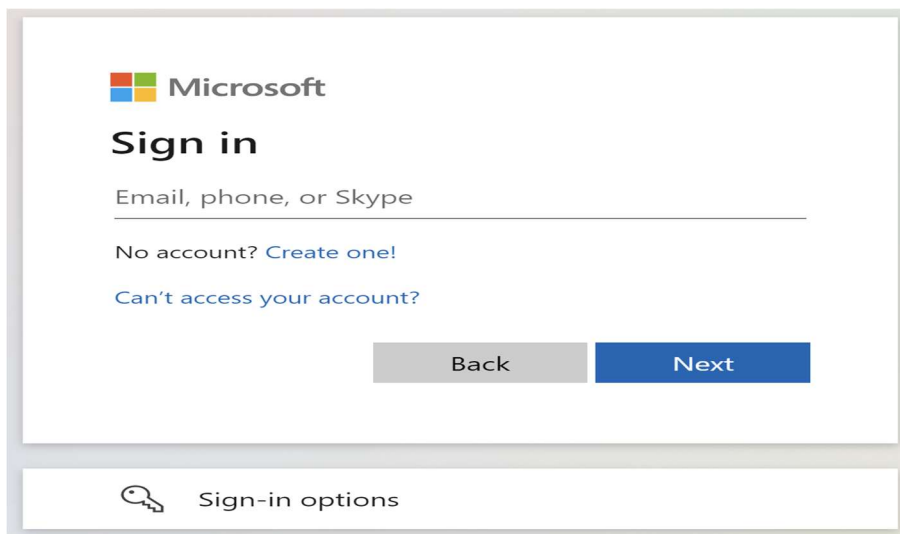 Microsoft
Sign in
Email, phone, or Skype
No account? Create one!
Can't access your account?
Back Next
Sign-in options